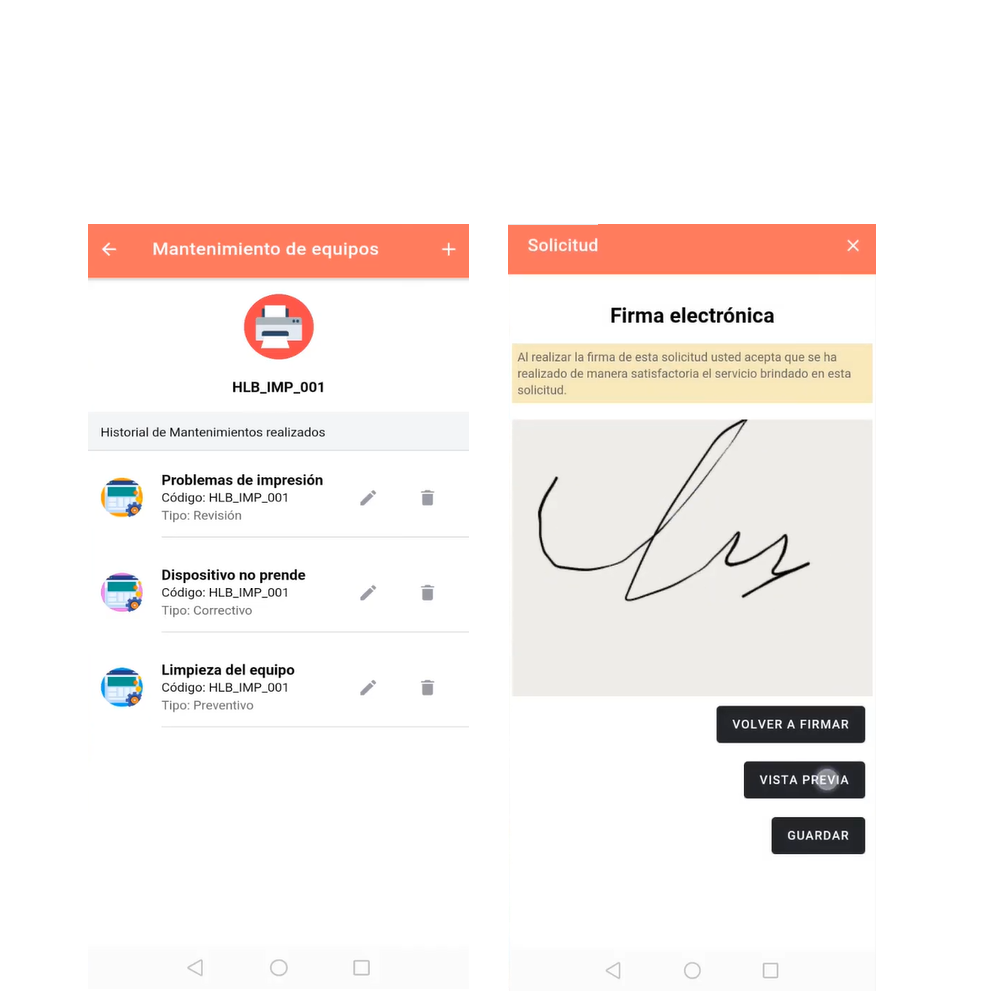 Mantenimiento de equipos
HLB_IMP_001
Historial de Mantenimientos realizados
Problemas de impresión
Código: HLB_IMP_001
Tipo: Revisión
Dispositivo no prende
Código: HLB_IMP_001
Tipo: Correctivo
Limpieza del equipo
Código: HLB_IMP_001
Tipo: Preventivo
Solicitud
Firma electrónica
Al realizar la firma de esta solicitud usted acepta que se ha
realizado de manera satisfactoria el servicio brindado en esta
solicitud.
VOLVER A FIRMAR
VISTA PREVIA
GUARDAR